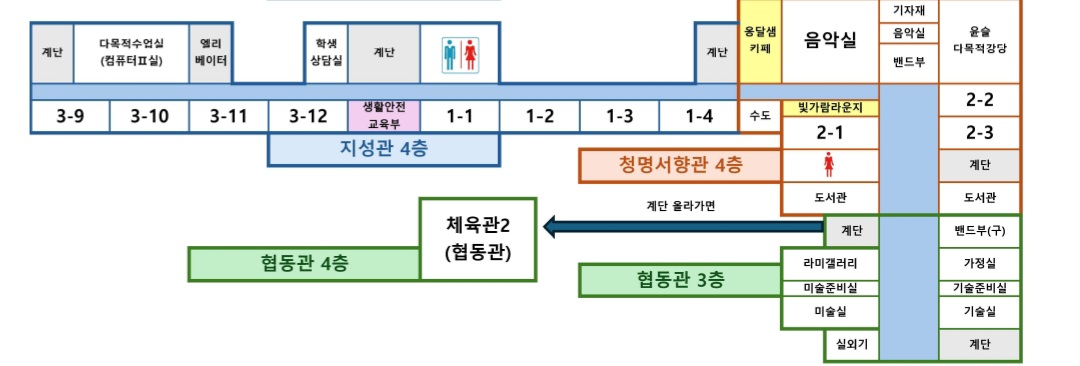 기자재
계단
다목적수업실
(컴퓨터Ⅱ실)
엘리
베이터
학생
상담실
계단
계단
옹달샘
카페
음악실
음악실
밴드부
윤슬
다목적강당
3-9
3-10
3-11
3-12
생활안전
교육부
1-1
1-2
1-3
1-4
수도
빛가람라운지
2-2
2-1
2-3
지성관 4층
청명서향관 4층
계단
도서관
도서관
계단 올라가면
체육관2
(협동관)
계단
밴드부(구)
협동관 4층
협동관 3층
라미갤러리
가정실
미술준비실
기술준비실
미술실
기술실
실외기
계단